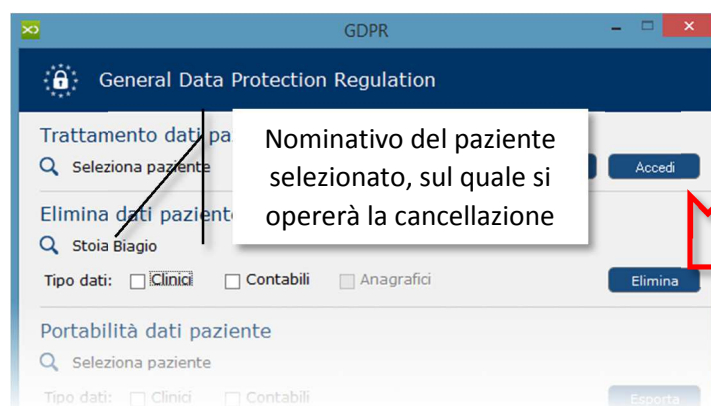 GDPR
General Data Protection Regulation
Trattamento dati pa
Seleziona paziente
Accedi
Nominativo del paziente
selezionato, sul quale si
opererà la cancellazione
Elimina dati paziente
Stoia Biagio
Tipo dati: Clinici Contabili Anagrafici Elimina
Portabilità dati paziente
Seleziona paziente
Tipo dati: Clinici Contabili Esporta